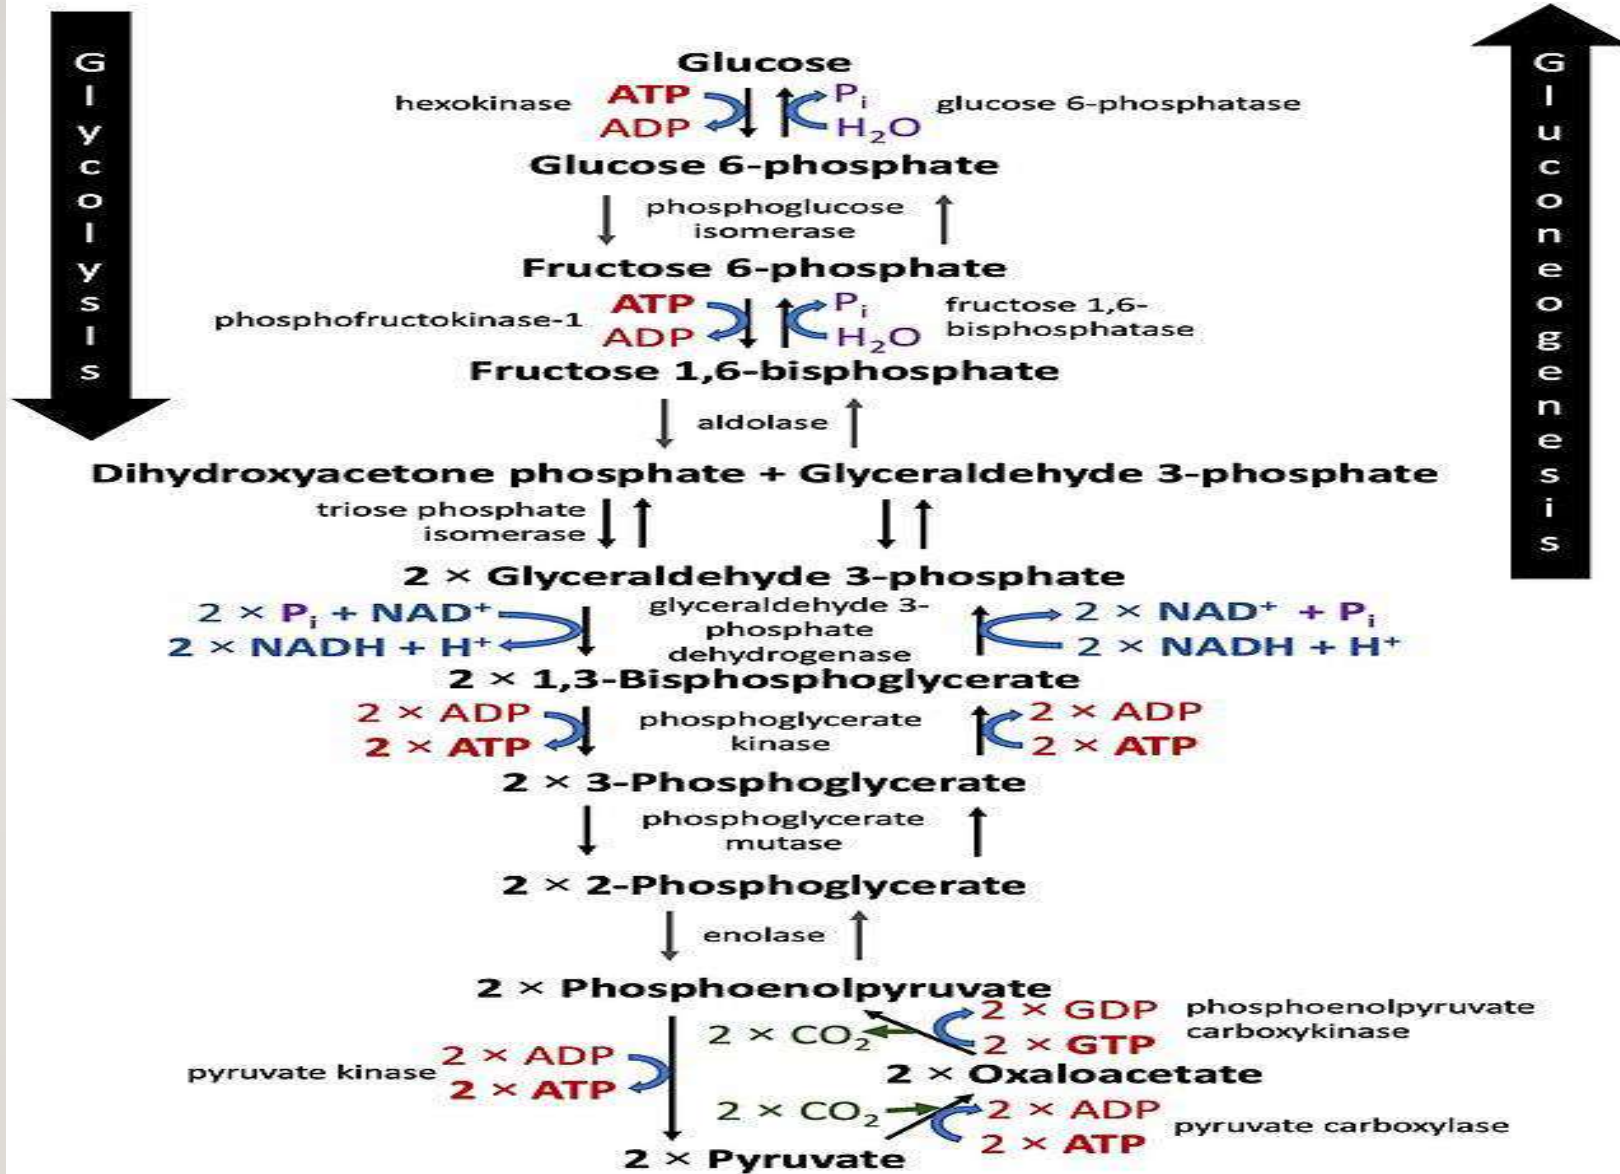 Glycolysis
Gluconeogenesis
Glucose
hexokinase ATP Pi glucose 6-phosphatase
ADP H₂O
Glucose 6-phosphate
phosphoglucose
isomerase
Fructose 6-phosphate
phosphofructokinase-1 ATP Pi fructose 1,6-
ADP H₂O bisphosphatase
Fructose 1,6-bisphosphate
aldolase
Dihydroxyacetone phosphate + Glyceraldehyde 3-phosphate
triose phosphate
isomerase
2 × Glyceraldehyde 3-phosphate
2 × Pi + NAD⁺ glyceraldehyde 3- 2 × NAD⁺ + Pi
phosphate
2 × NADH + H⁺ dehydrogenase 2 × NADH + H⁺
2 × 1,3-Bisphosphoglycerate
2 × ADP phosphoglycerate 2 × ADP
2 × ATP kinase 2 × ATP
2 × 3-Phosphoglycerate
phosphoglycerate
mutase
2 × 2-Phosphoglycerate
enolase
2 × Phosphoenolpyruvate
2 × CO₂ 2 × GDP phosphoenolpyruvate
2 × GTP carboxykinase
pyruvate kinase 2 × ADP
2 × ATP
2 × Oxaloacetate
2 × CO₂ 2 × ADP pyruvate carboxylase
2 × ATP
2 × Pyruvate